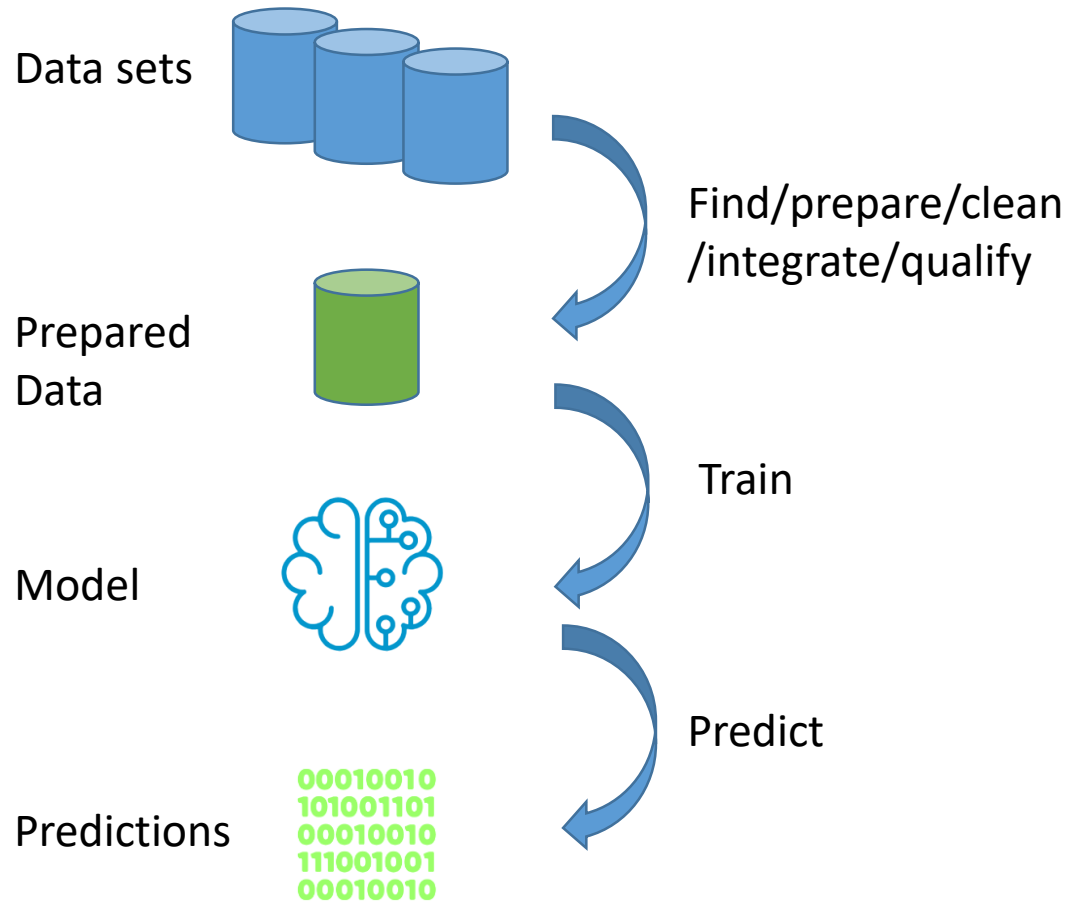 Data sets
Find/prepare/clean
/integrate/qualify
Prepared
Data
Train
Model
Predict
Predictions
00010010
101001101
00010010
111001001
00010010